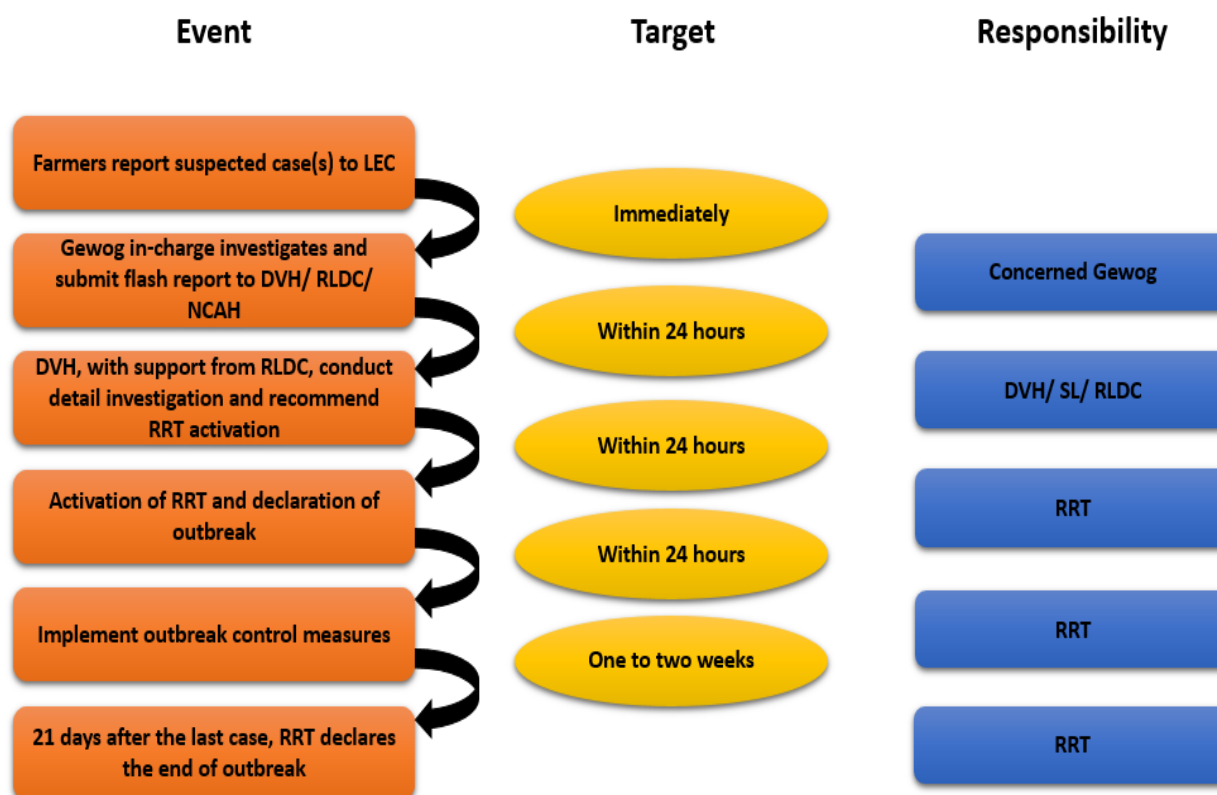 Event
Target
Responsibility
Farmers report suspected case(s) to LEC
Immediately
Gewog in-charge investigates and
submit flash report to DVH/ RLDC/
NCAH
Concerned Gewog
Within 24 hours
DVH, with support from RLDC, conduct
detail investigation and recommend
RRT activation
DVH/ SL/ RLDC
Within 24 hours
Activation of RRT and declaration of
outbreak
RRT
Within 24 hours
Implement outbreak control measures
RRT
One to two weeks
21 days after the last case, RRT declares
the end of outbreak
RRT